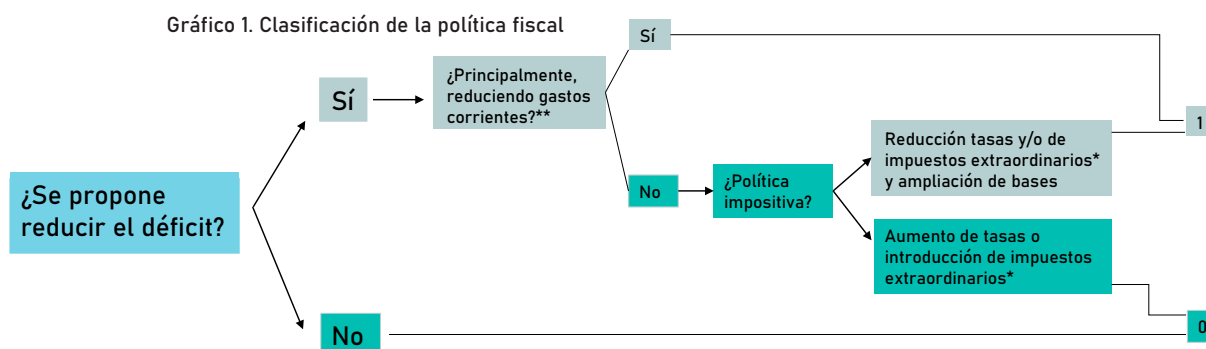 Gráfico 1. Clasificación de la política fiscal
¿Se propone
reducir el déficit?
Sí
¿Principalmente,
reduciendo gastos
corrientes?**
Sí
No
¿Política
impositiva?
Reducción tasas y/o de
impuestos extraordinarios*
y ampliación de bases
Aumento de tasas o
introducción de impuestos
extraordinarios*
1
No
0